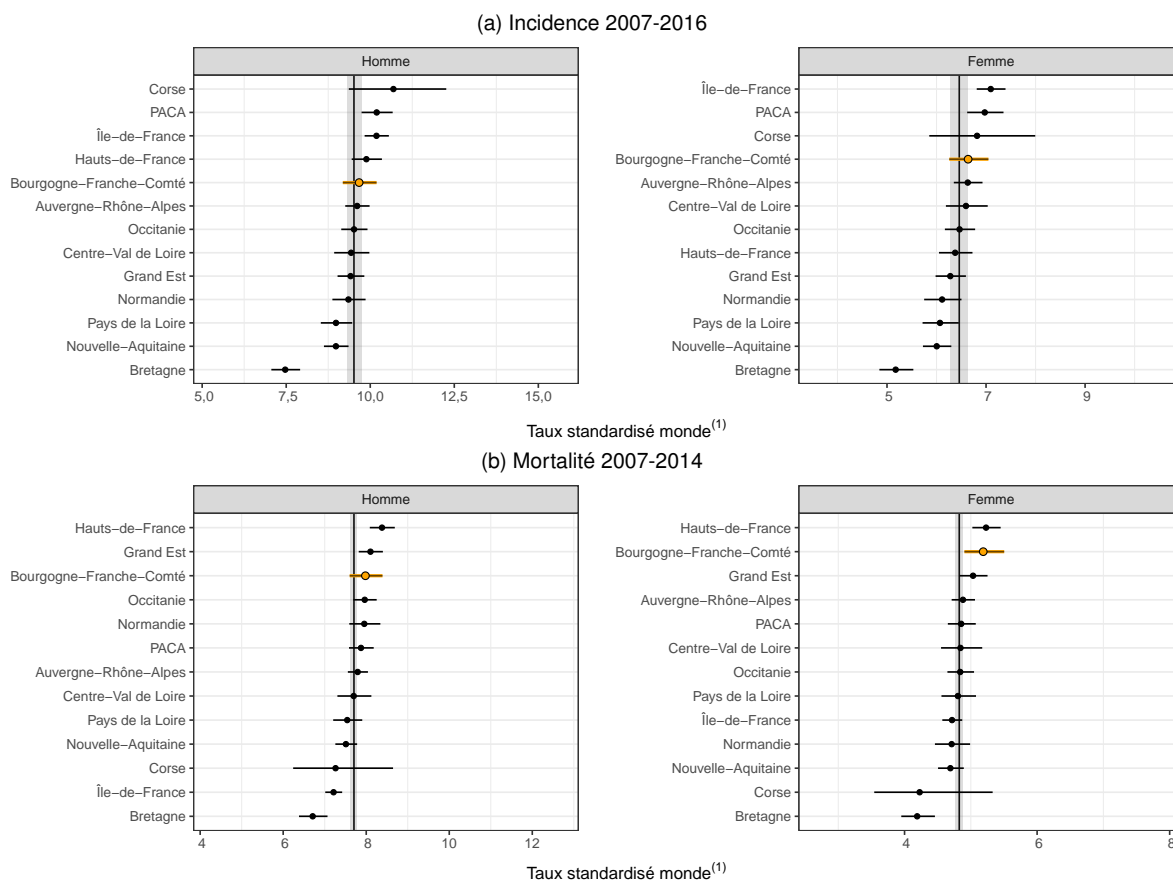 (a) Incidence 2007-2016
Homme
Corse
PACA
Île−de−France
Hauts−de−France
Bourgogne−Franche−Comté
Auvergne−Rhône−Alpes
Occitanie
Centre−Val de Loire
Grand Est
Normandie
Pays de la Loire
Nouvelle−Aquitaine
Bretagne
5,0 7,5 10,0 12,5 15,0
Femme
Île−de−France
PACA
Corse
Bourgogne−Franche−Comté
Auvergne−Rhône−Alpes
Centre−Val de Loire
Occitanie
Hauts−de−France
Grand Est
Normandie
Pays de la Loire
Nouvelle−Aquitaine
Bretagne
5 7 9
Taux standardisé monde(1)
(b) Mortalité 2007-2014
Homme
Hauts−de−France
Grand Est
Bourgogne−Franche−Comté
Occitanie
Normandie
PACA
Auvergne−Rhône−Alpes
Centre−Val de Loire
Pays de la Loire
Nouvelle−Aquitaine
Corse
Île−de−France
Bretagne
4 6 8 10 12
Femme
Hauts−de−France
Bourgogne−Franche−Comté
Grand Est
Auvergne−Rhône−Alpes
PACA
Centre−Val de Loire
Occitanie
Pays de la Loire
Île−de−France
Normandie
Nouvelle−Aquitaine
Corse
Bretagne
4 6 8
Taux standardisé monde(1)